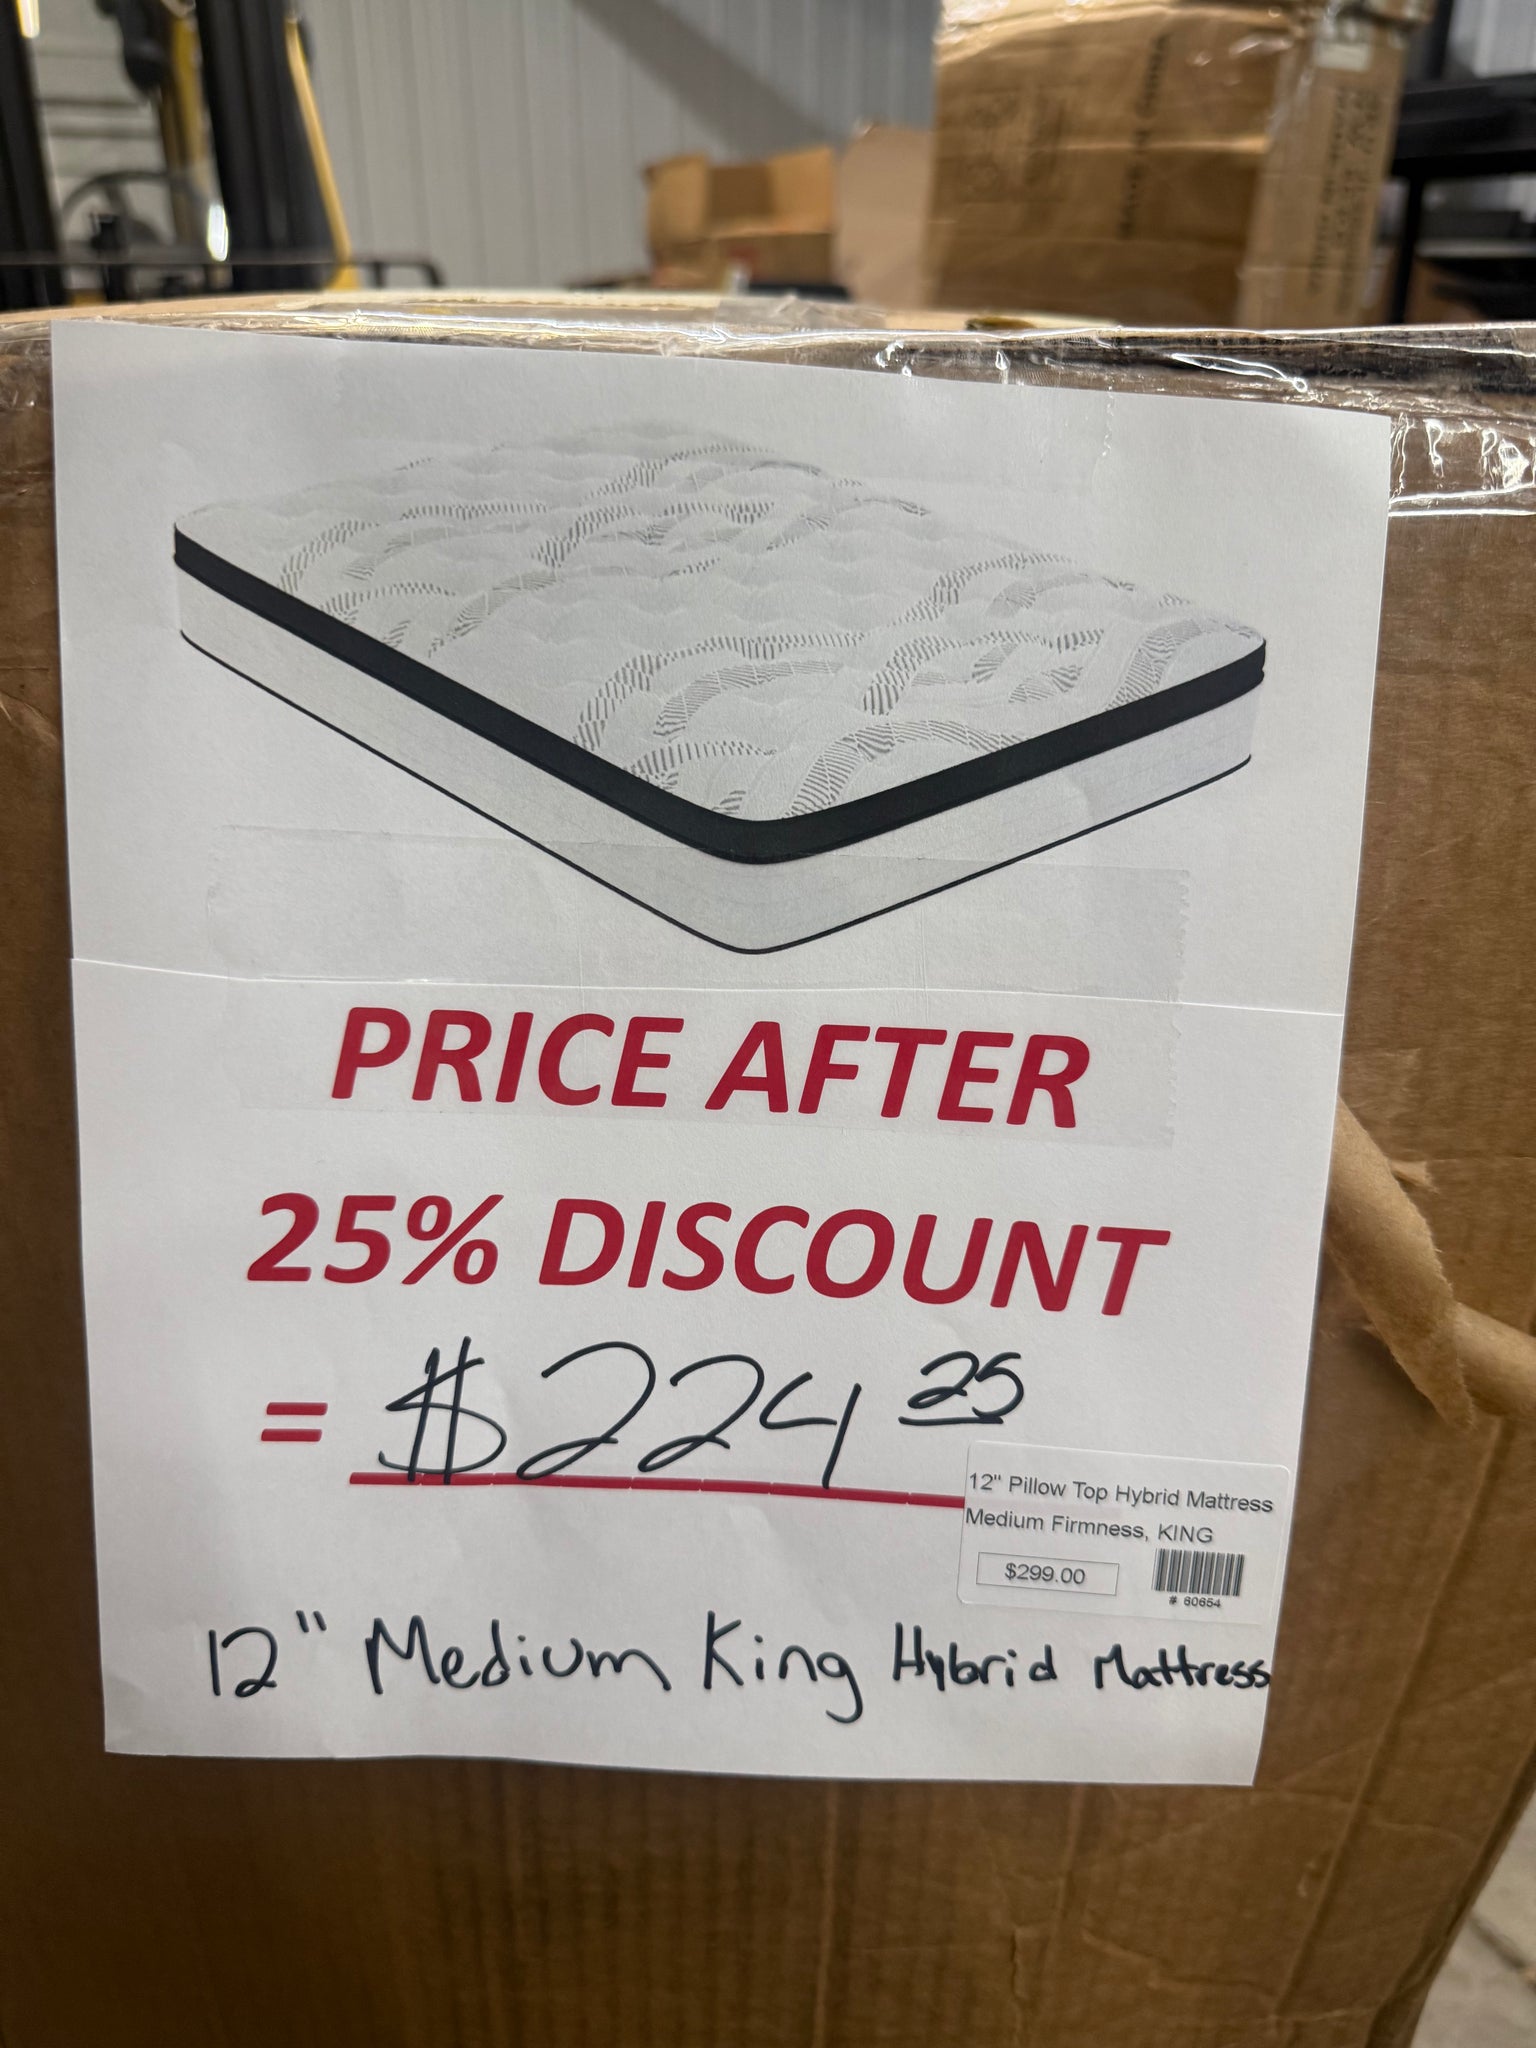 PRICE AFTER
25% DISCOUNT
= $224 25
12" Pillow Top Hybrid Mattress
Medium Firmness, KING
$299.00
# 60654
12" Medium King Hybrid Mattress